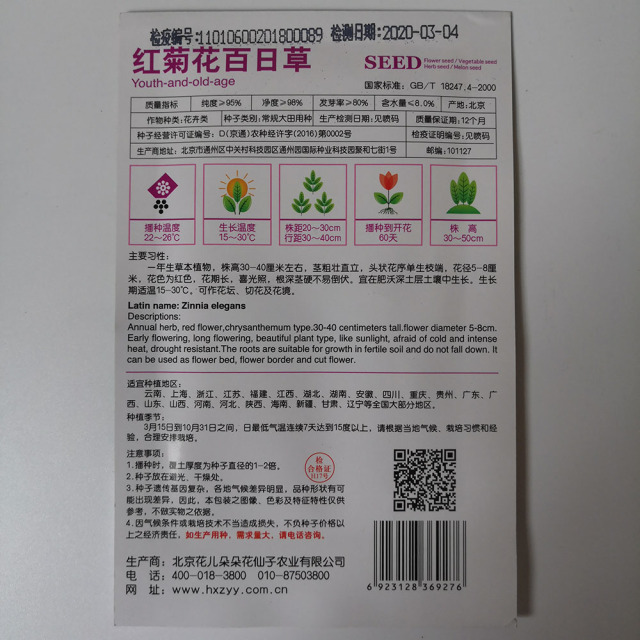 检疫编号:11010600201800089 检测日期:2020-03-04
红菊花百日草
Youth-and-old-age
SEED
Flower seed / Vegetable seed
Herb seed / Melon seed
国家标准: GB/T 18247.4-2000
质量指标 纯度≥95% 净度≥98% 发芽率≥80% 含水量≤8.0% 产地:北京
作物种类:花卉类 种子类别:常规大田用种 生产检测日期:见喷码 质量保证期:12个月
种子经营许可证编号: D(京通)农种经许字(2016)第0002号 检疫证明编号:见喷码
生产商地址: 北京市通州区中关村科技园区通州园国际种业科技园聚和七街1号 邮编:101127
播种温度 22~26℃
生长温度 15~30℃
株距20~30cm 行距30~40cm
播种到开花 60天
株 高 30~50cm
主要习性:
一年生草本植物，株高30-40厘米左右，茎粗壮直立，头状花序单生枝端，花径5-8厘
米，花色为红色，花期长，喜光照，根深茎硬不易倒伏。宜在肥沃深土层土壤中生长。生长
期适温15-30℃。可作花坛、切花及花境。
Latin name: Zinnia elegans
Descriptions:
Annual herb, red flower,chrysanthemum type.30-40 centimeters tall.flower diameter 5-8cm.
Early flowering, long flowering, beautiful plant type, like sunlight, afraid of cold and intense
heat, drought resistant.The roots are suitable for growth in fertile soil and do not fall down. It
can be used as flower bed, flower border and cut flower.
适宜种植地区:
云南、上海、浙江、江苏、福建、江西、湖北、湖南、安徽、四川、重庆、贵州、广东、广
西、山东、山西、河南、河北、陕西、海南、新疆、甘肃、辽宁等全国大部分地区。
种植季节:
3月15日到10月31日之间，日最低气温连续7天达到15度以上，请根据当地气候、栽培习惯和经
验，合理安排栽培。
注意事项:
1. 播种时，覆土厚度为种子直径的1-2倍。
2. 种子放在避光、干燥处。
3. 种子遗传基因复杂，各地气候差异明显，品种形状有可
能出现差异，因此，本包装之图像、色彩及特征特性仅供
参考，不做实物之依据。
4. 因气候条件或栽培技术不当造成损失，不负种子价格以
上之经济责任，如生产用种，需求量大，请电话咨询。
检
合格证
H17号
生产商: 北京花儿朵朵花仙子农业有限公司
电 话: 400-018-3800 010-87503800
网 址: www.hxzyy.com.cn
6 923128 369276